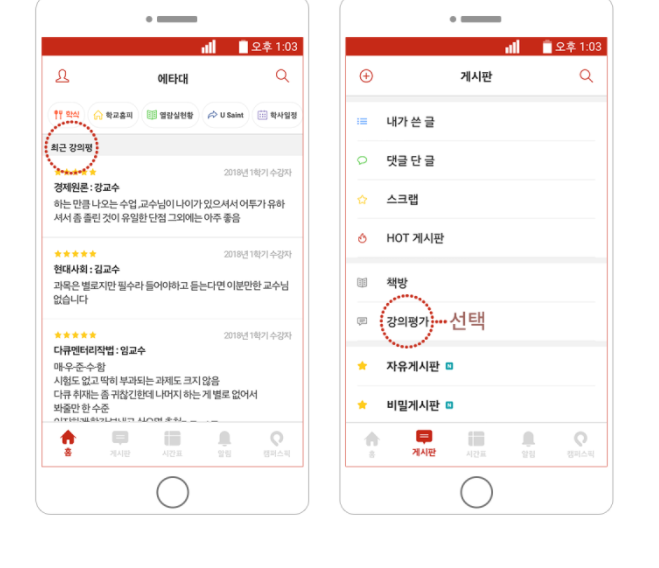 오후 1:03
에타대
학식 학교홈피 열람실현황 U Saint 학사일정
최근 강의평
2018년 1학기 수강자
경제원론 : 강교수
하는 만큼 나오는 수업,교수님이 나이가 있으셔서 어투가 유하
셔서 좀 졸린 것이 유일한 단점 그외에는 아주 좋음
2018년 1학기 수강자
현대사회 : 김교수
과목은 별로지만 필수라 들어야하고 듣는다면 이분만한 교수님
없습니다
2018년 1학기 수강자
다큐멘터리작법 : 임교수
매·우·준·수·함
시험도 없고 딱히 부과되는 과제도 크지 않음
다큐 취재는 좀 귀찮긴한데 나머지 하는 게 별로 없어서
봐줄만 한 수준
홈 게시판 시간표 알림 캠퍼스픽
오후 1:03
게시판
내가 쓴 글
댓글 단 글
스크랩
HOT 게시판
책방
강의평가 선택
자유게시판 N
비밀게시판 N
홈 게시판 시간표 알림 캠퍼스픽